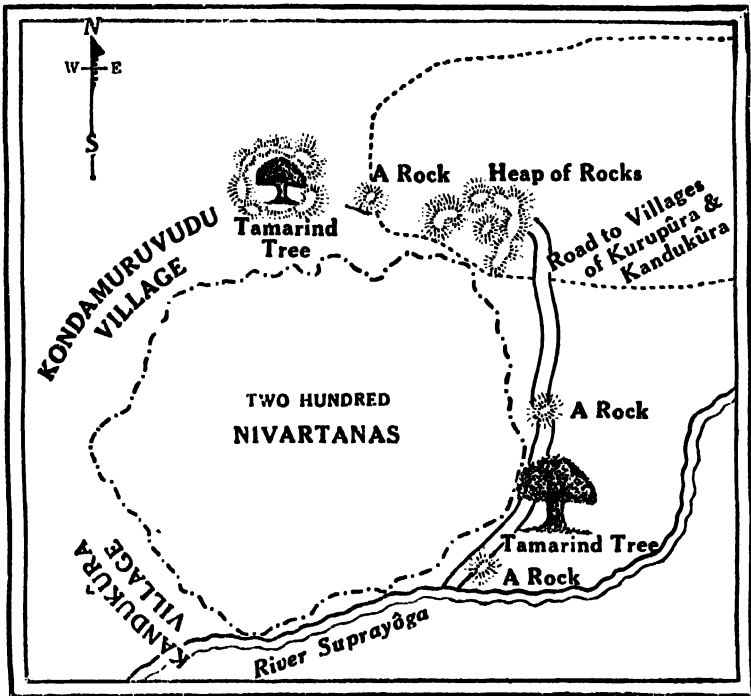 N
W E
S
A Rock
Heap of Rocks
Tamarind
Tree
Road to Villages
of Kurupûra &
Kandukûra
KONDAMURUVUDU
VILLAGE
TWO HUNDRED
NIVARTANAS
A Rock
Tamarind Tree
A Rock
KANDUKÛRA
VILLAGE
River Suprayôga